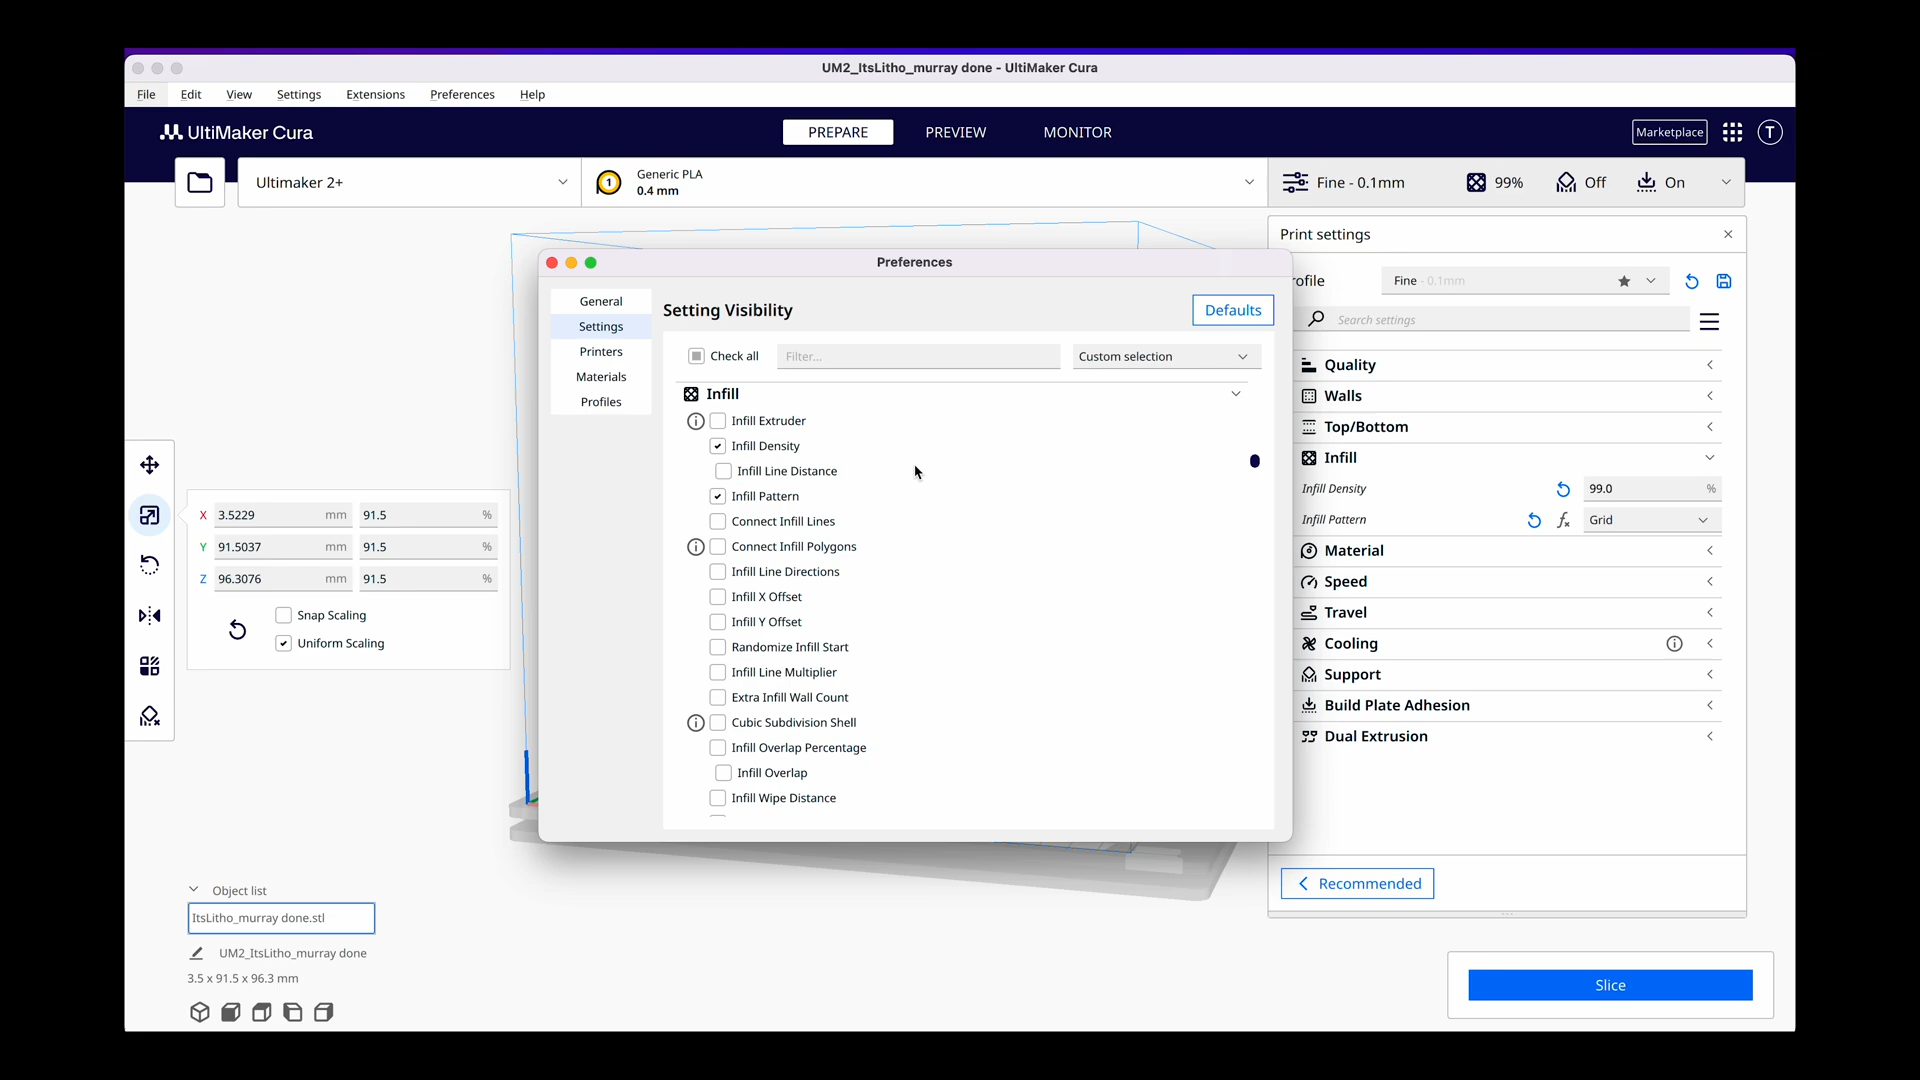 UM2_ItsLitho_murray done - UltiMaker Cura
File Edit View Settings Extensions Preferences Help
UltiMaker Cura
PREPARE PREVIEW MONITOR
Marketplace T
Ultimaker 2+
1 Generic PLA
0.4 mm
Fine - 0.1mm 99% Off On
Print settings
Preferences
General
Settings
Printers
Materials
Profiles
Setting Visibility
Defaults
Check all
Filter...
Custom selection
Infill
Infill Extruder
Infill Density
Infill Line Distance
Infill Pattern
Connect Infill Lines
Connect Infill Polygons
Infill Line Directions
Infill X Offset
Infill Y Offset
Randomize Infill Start
Infill Line Multiplier
Extra Infill Wall Count
Cubic Subdivision Shell
Infill Overlap Percentage
Infill Overlap
Infill Wipe Distance
ofile Fine - 0.1mm
Search settings
Quality
Walls
Top/Bottom
Infill
Infill Density 99.0 %
Infill Pattern fx Grid
Material
Speed
Travel
Cooling
Support
Build Plate Adhesion
Dual Extrusion
Recommended
X 3.5229 mm 91.5 %
Y 91.5037 mm 91.5 %
Z 96.3076 mm 91.5 %
Snap Scaling
Uniform Scaling
Object list
ItsLitho_murray done.stl
UM2_ItsLitho_murray done
3.5 x 91.5 x 96.3 mm
Slice